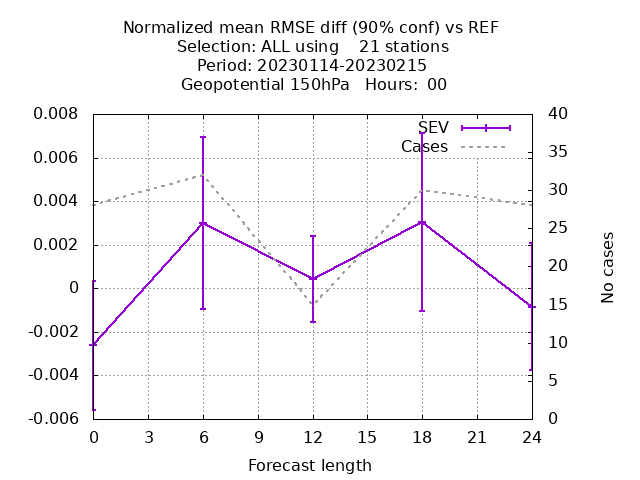 Normalized mean RMSE diff (90% conf) vs REF
Selection: ALL using    21 stations
Period: 20230114-20230215
Geopotential 150hPa   Hours:  00
0.008
0.006
0.004
0.002
0
-0.002
-0.004
-0.006
SEV
Cases
40
35
30
25
20
15
10
5
0
No cases
0 3 6 9 12 15 18 21 24
Forecast length